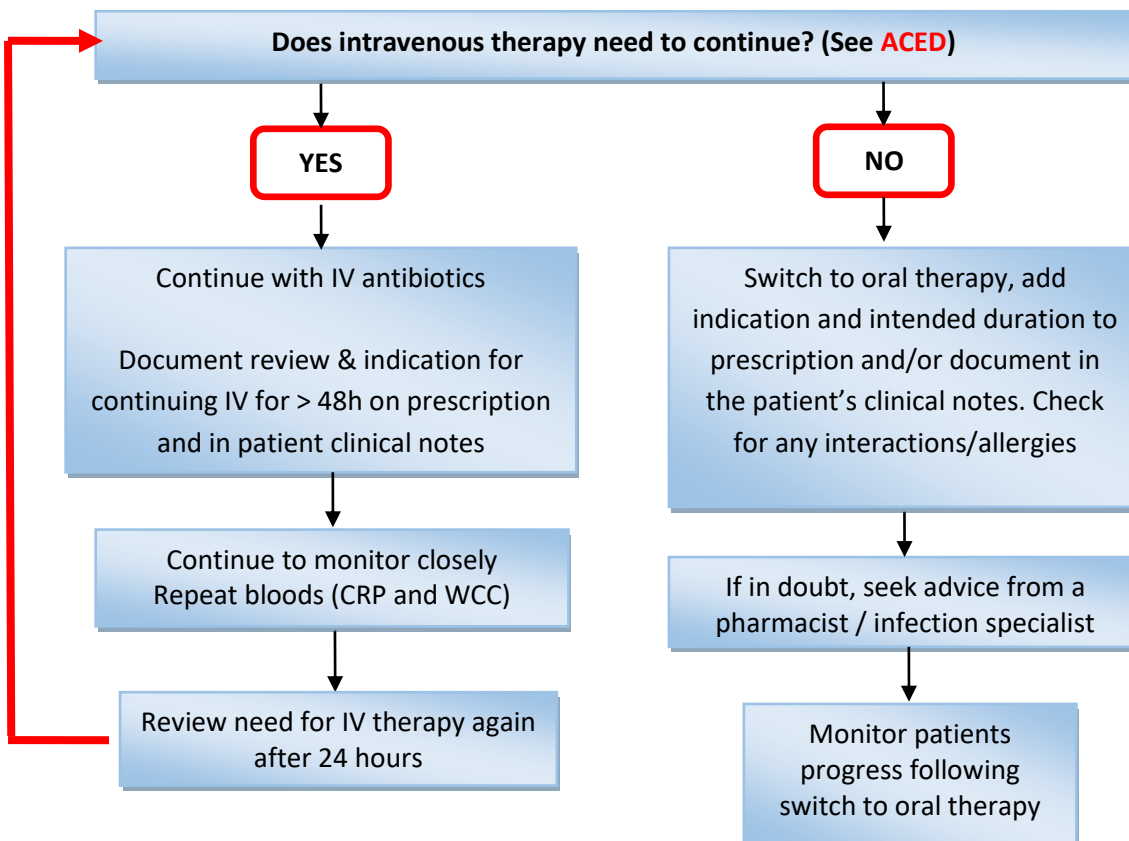 Does intravenous therapy need to continue? (See ACED)
YES
NO
Continue with IV antibiotics
Document review & indication for
continuing IV for > 48h on prescription
and in patient clinical notes
Switch to oral therapy, add
indication and intended duration to
prescription and/or document in
the patient’s clinical notes. Check
for any interactions/allergies
Continue to monitor closely
Repeat bloods (CRP and WCC)
If in doubt, seek advice from a
pharmacist / infection specialist
Review need for IV therapy again
after 24 hours
Monitor patients
progress following
switch to oral therapy